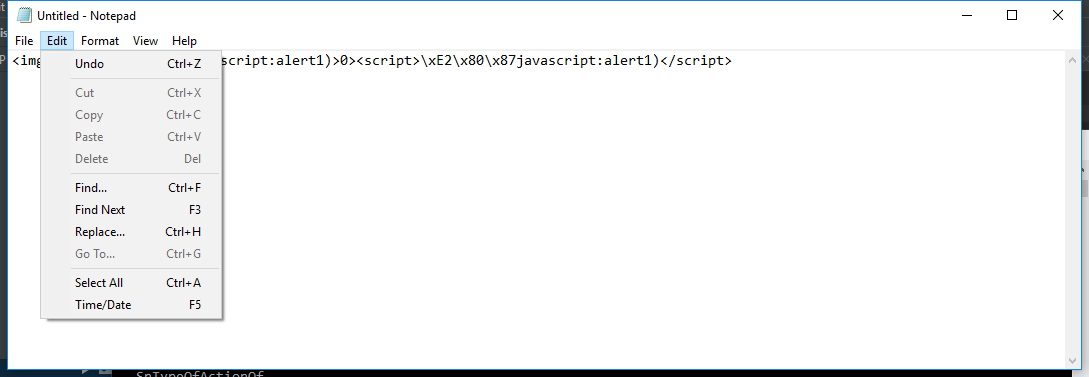 Untitled - Notepad
File Edit Format View Help
<img script:alert1)>0><script>\xE2\x80\x87javascript:alert1)</script>
Undo Ctrl+Z
Cut Ctrl+X
Copy Ctrl+C
Paste Ctrl+V
Delete Del
Find... Ctrl+F
Find Next F3
Replace... Ctrl+H
Go To... Ctrl+G
Select All Ctrl+A
Time/Date F5